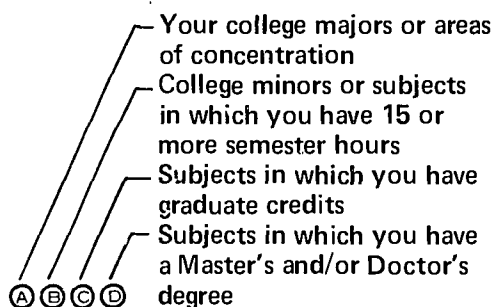 Your college majors or areas
of concentration
College minors or subjects
in which you have 15 or
more semester hours
Subjects in which you have
graduate credits
Subjects in which you have
a Master's and/or Doctor's
Ⓐ Ⓑ Ⓒ Ⓓ degree